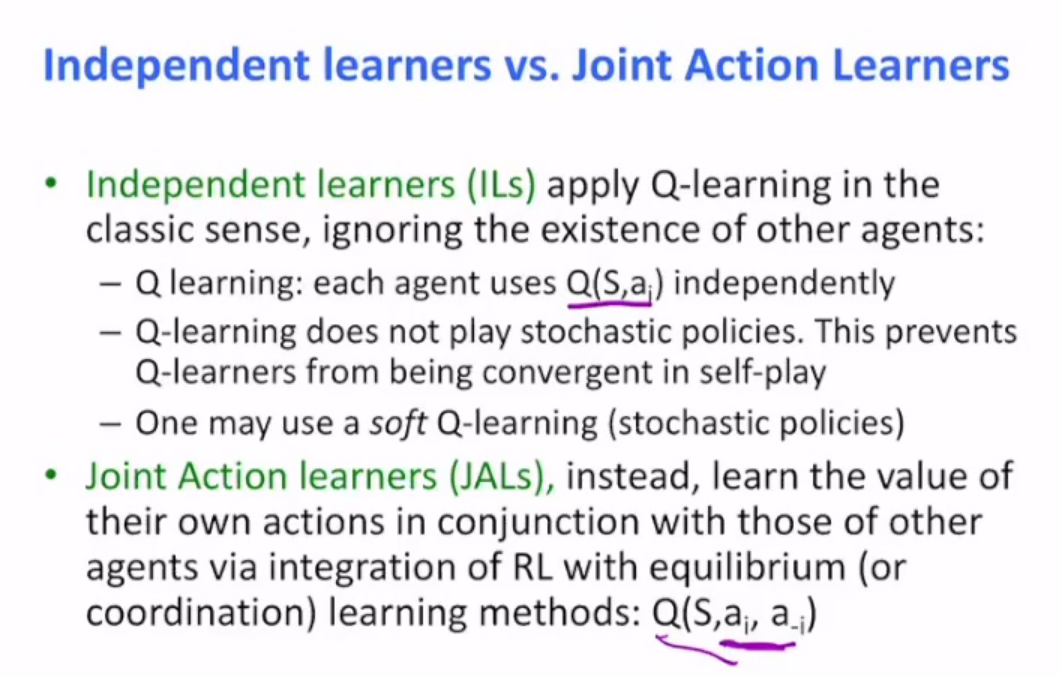 Independent learners vs. Joint Action Learners
• Independent learners (ILs) apply Q-learning in the
classic sense, ignoring the existence of other agents:
– Q learning: each agent uses Q(S,aᵢ) independently
– Q-learning does not play stochastic policies. This prevents
Q-learners from being convergent in self-play
– One may use a soft Q-learning (stochastic policies)
• Joint Action learners (JALs), instead, learn the value of
their own actions in conjunction with those of other
agents via integration of RL with equilibrium (or
coordination) learning methods: Q(S,aᵢ, a₋ᵢ)